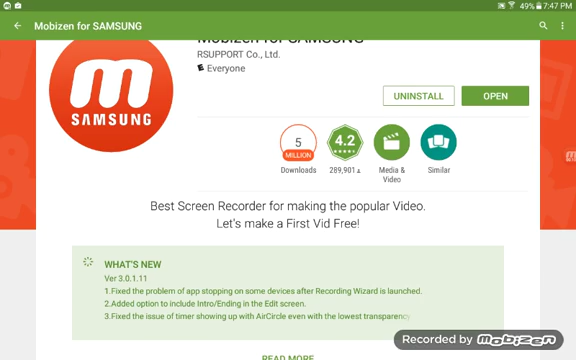 49% 7:47 PM
Mobizen for SAMSUNG
Mobizen for SAMSUNG
RSUPPORT Co., Ltd.
E Everyone
m
SAMSUNG
UNINSTALL OPEN
5 4.2
MILLION
Downloads 289,901 Media & Video Similar
Best Screen Recorder for making the popular Video.
Let's make a First Vid Free!
WHAT'S NEW
Ver 3.0.1.11
1.Fixed the problem of app stopping on some devices after Recording Wizard is launched.
2.Added option to include Intro/Ending in the Edit screen.
3.Fixed the issue of timer showing up with AirCircle even with the lowest transparency
Recorded by mobizen
READ MORE